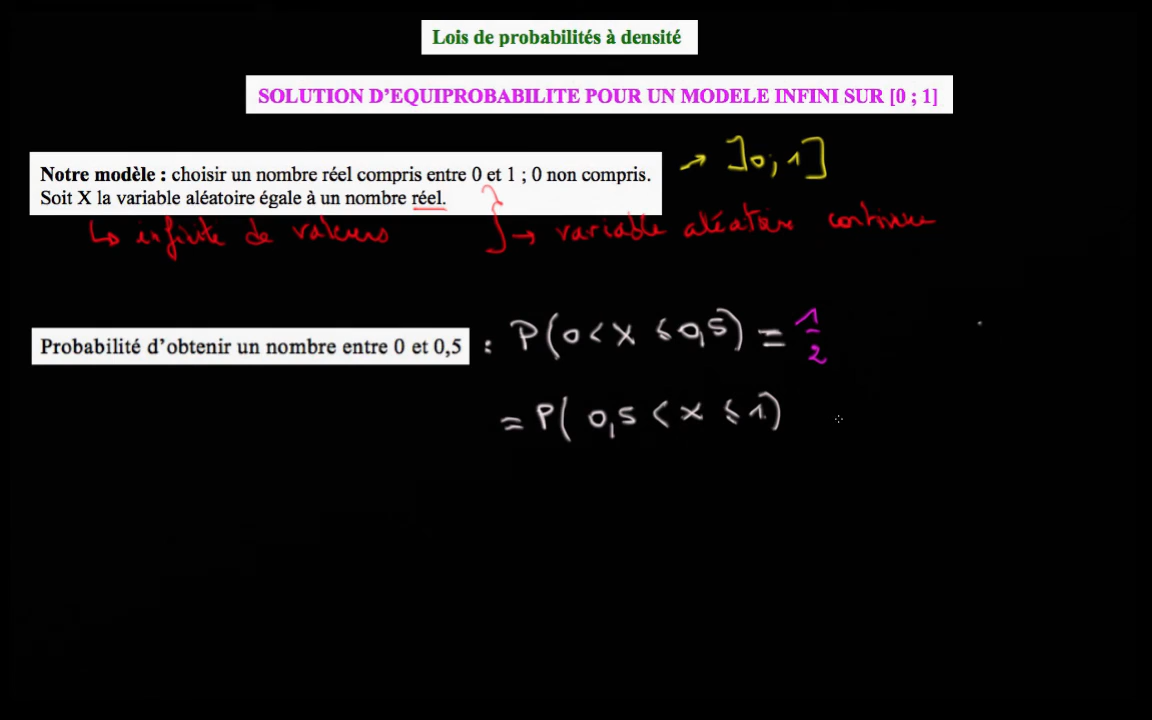 Lois de probabilités à densité
SOLUTION D'EQUIPROBABILITE POUR UN MODELE INFINI SUR [0 ; 1]
Notre modèle : choisir un nombre réel compris entre 0 et 1 ; 0 non compris. → ]0; 1]
Soit X la variable aléatoire égale à un nombre réel.
↳ infinité de valeurs } → variable aléatoire continue
Probabilité d'obtenir un nombre entre 0 et 0,5 : P(0 < X ≤ 0,5) = 1/2
= P( 0,5 < X ≤ 1)